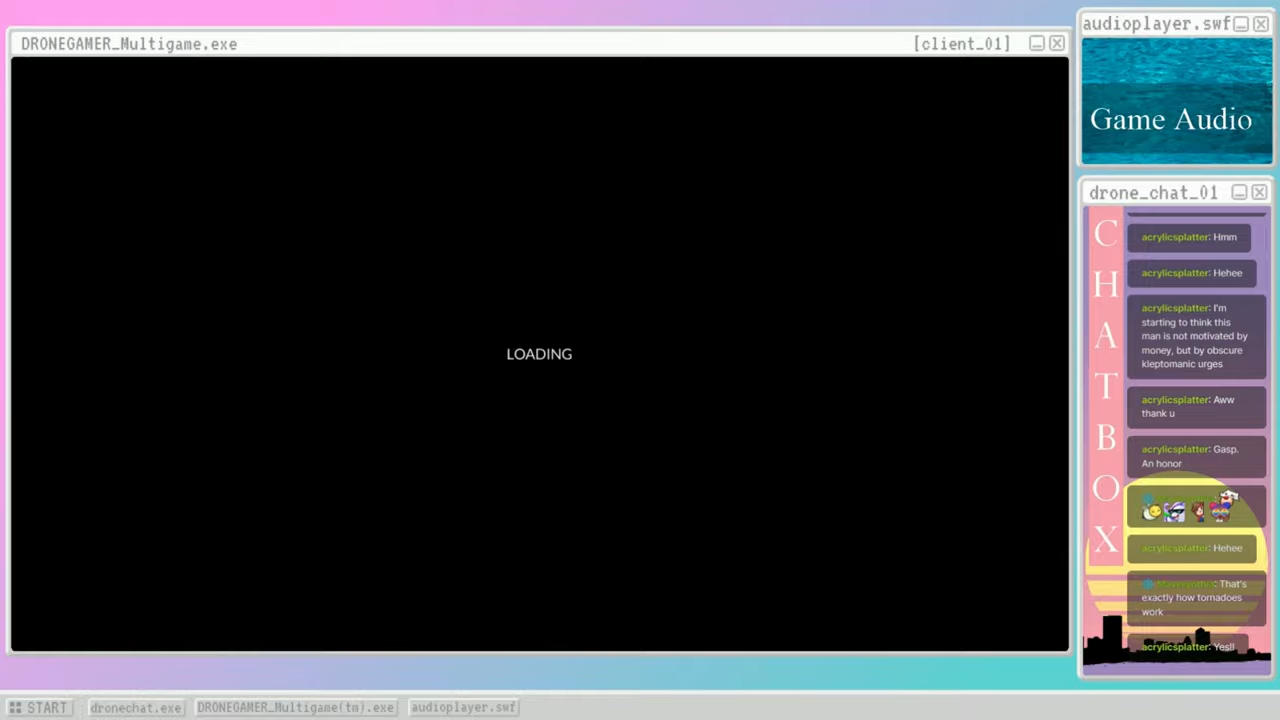 DRONEGAMER_Multigame.exe
[client_01]
LOADING
audioplayer.swf
Game Audio
drone_chat_01
CHATBOX
acrylicsplatter: Hmm
acrylicsplatter: Hehee
acrylicsplatter: I'm
starting to think this
man is not motivated by
money, but by obscure
kleptomanic urges
acrylicsplatter: Aww
thank u
acrylicsplatter: Gasp.
An honor
acrylicsplatter: Hehee
: That's
exactly how tornadoes
work
acrylicsplatter: Yes!!
START
dronechat.exe
DRONEGAMER_Multigame(tm).exe
audioplayer.swf